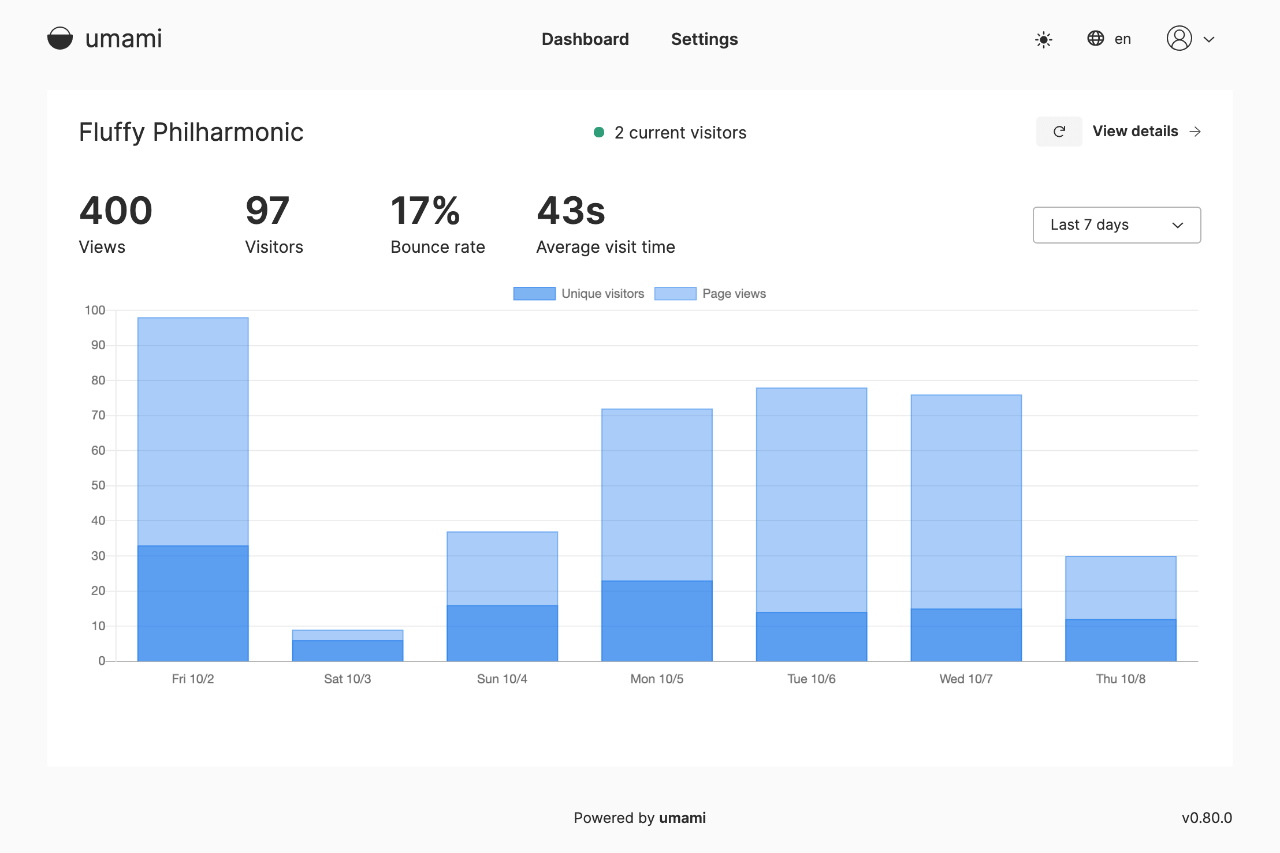 umami
Dashboard Settings
en
Fluffy Philharmonic
2 current visitors
View details
400 97 17% 43s
Views Visitors Bounce rate Average visit time
Last 7 days
Unique visitors Page views
100
90
80
70
60
50
40
30
20
10
0
Fri 10/2 Sat 10/3 Sun 10/4 Mon 10/5 Tue 10/6 Wed 10/7 Thu 10/8
Powered by umami
v0.80.0